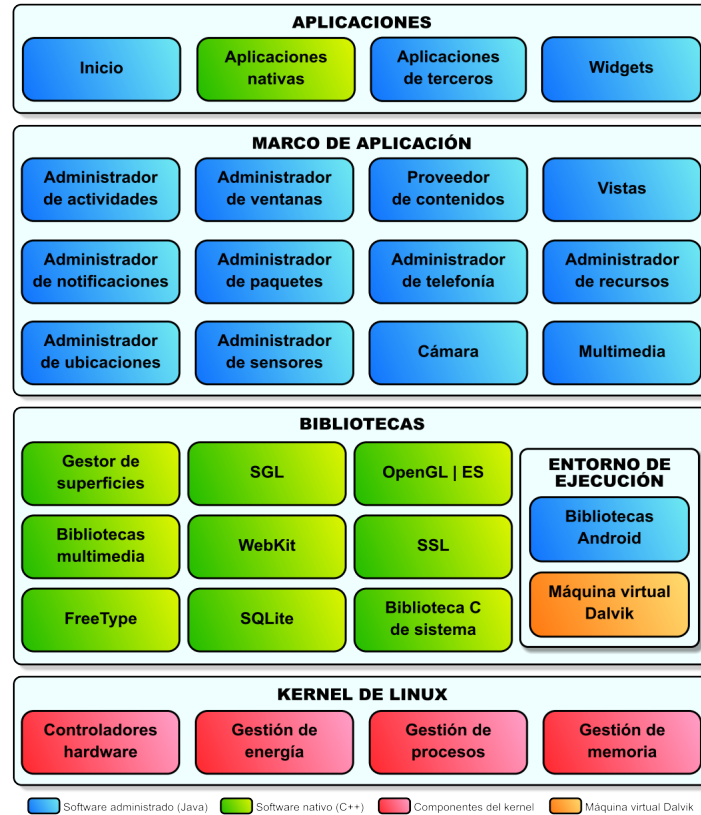 APLICACIONES
Inicio
Aplicaciones
nativas
Aplicaciones
de terceros
Widgets
MARCO DE APLICACIÓN
Administrador
de actividades
Administrador
de ventanas
Proveedor
de contenidos
Vistas
Administrador
de notificaciones
Administrador
de paquetes
Administrador
de telefonía
Administrador
de recursos
Administrador
de ubicaciones
Administrador
de sensores
Cámara
Multimedia
BIBLIOTECAS
Gestor de
superficies
SGL
OpenGL | ES
Bibliotecas
multimedia
WebKit
SSL
FreeType
SQLite
Biblioteca C
de sistema
ENTORNO DE
EJECUCIÓN
Bibliotecas
Android
Máquina virtual
Dalvik
KERNEL DE LINUX
Controladores
hardware
Gestión de
energía
Gestión de
procesos
Gestión de
memoria
Software administrado (Java)
Software nativo (C++)
Componentes del kernel
Máquina virtual Dalvik